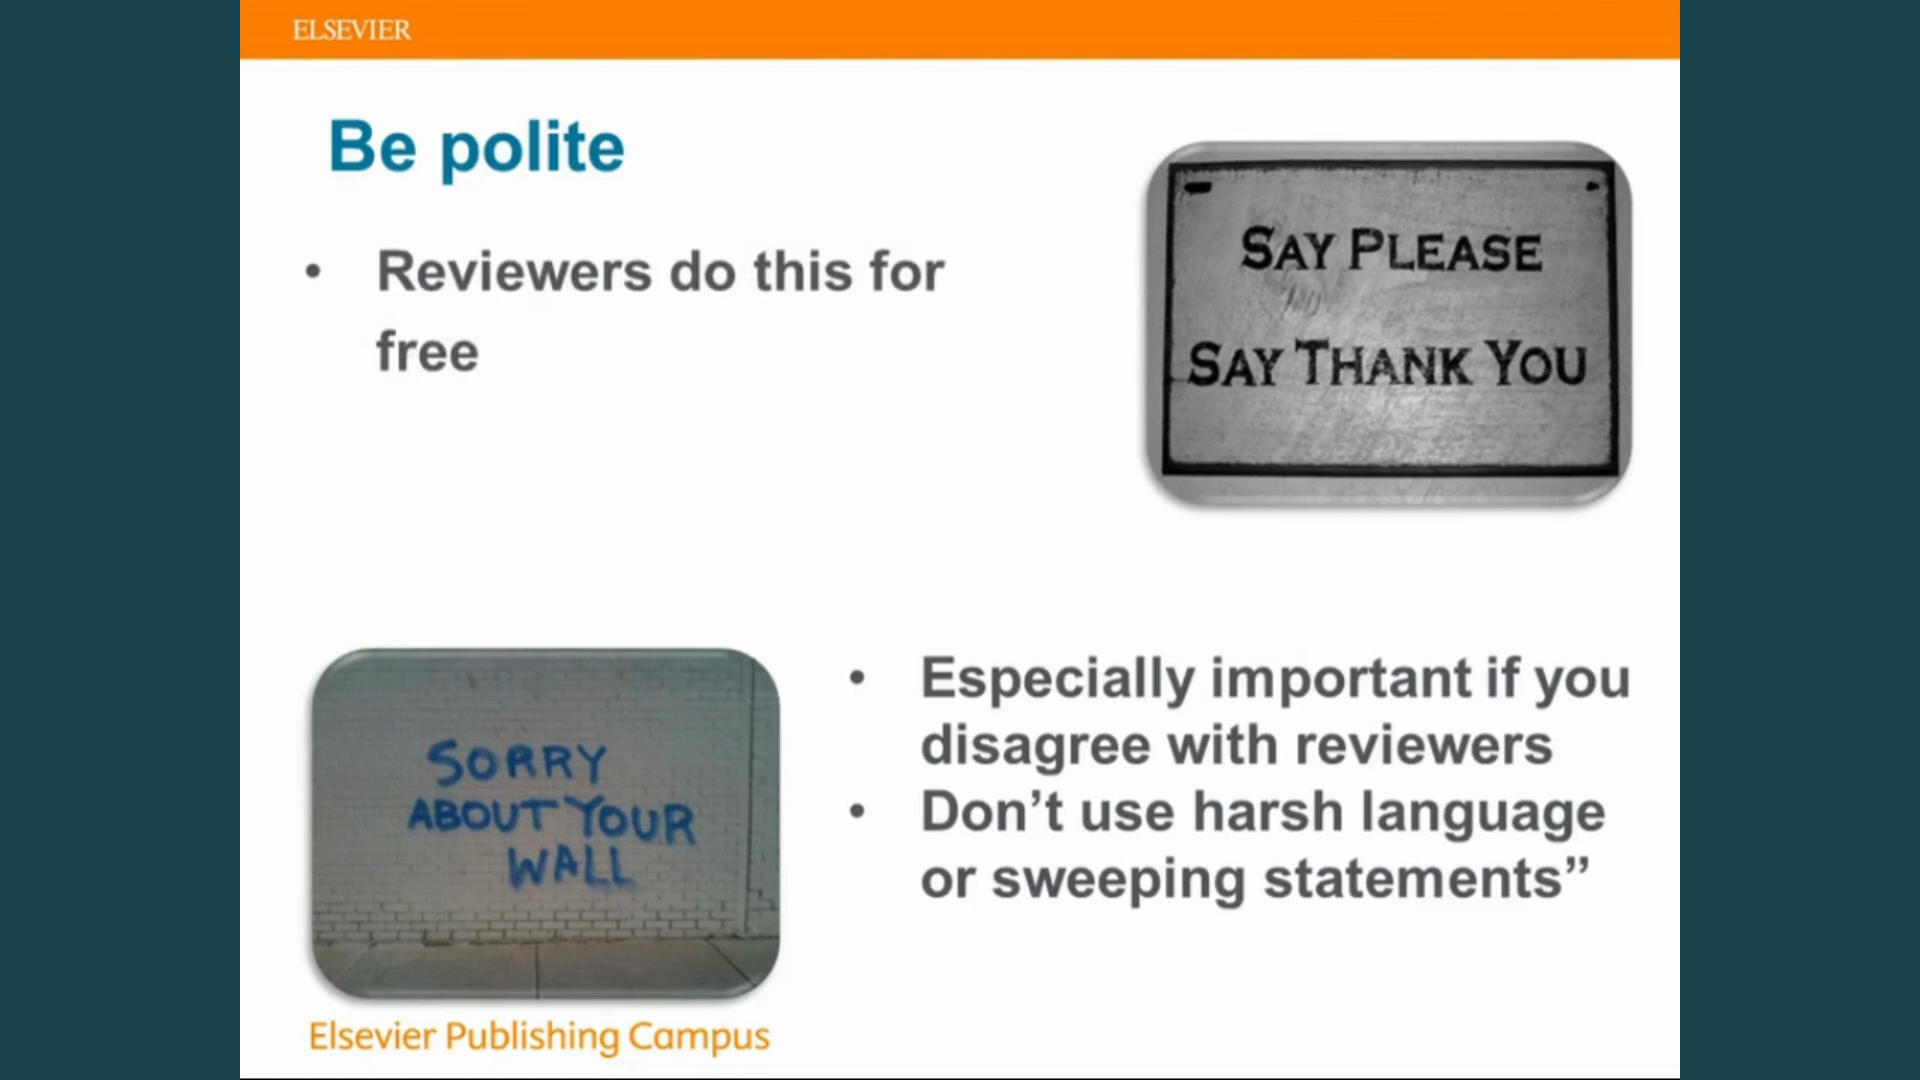 ELSEVIER
Be polite
• Reviewers do this for
free
SAY PLEASE
SAY THANK YOU
SORRY
ABOUT YOUR
WALL
• Especially important if you
disagree with reviewers
• Don’t use harsh language
or sweeping statements”
Elsevier Publishing Campus